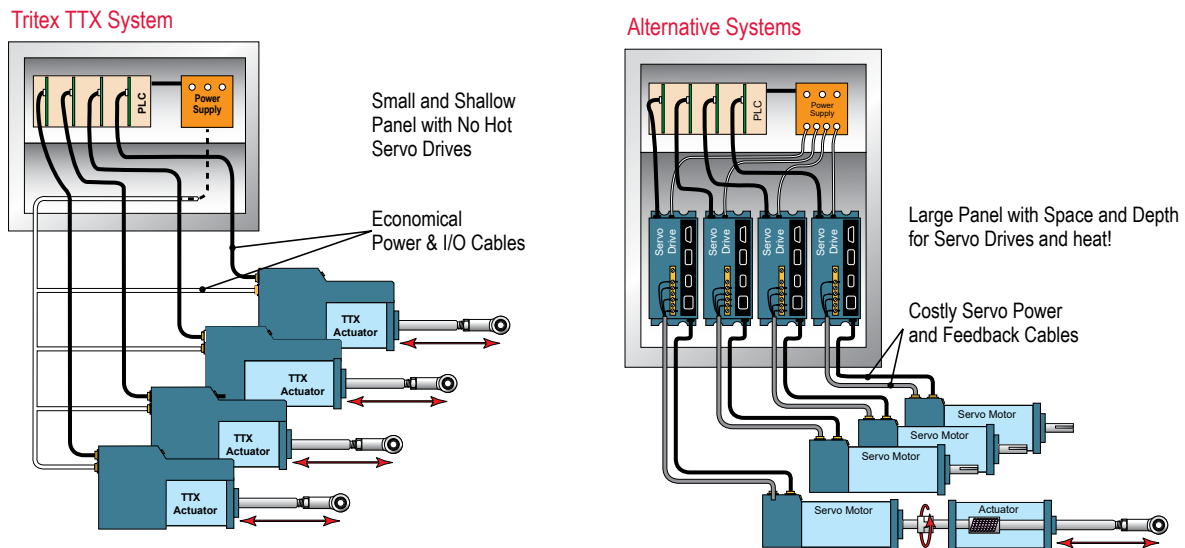 Tritex TTX System
PLC
Power
Supply
Small and Shallow
Panel with No Hot
Servo Drives
Economical
Power & I/O Cables
TTX
Actuator
TTX
Actuator
TTX
Actuator
TTX
Actuator
Alternative Systems
PLC
Power
Supply
Servo
Drive
Servo
Drive
Servo
Drive
Servo
Drive
Large Panel with Space and Depth
for Servo Drives and heat!
Costly Servo Power
and Feedback Cables
Servo Motor
Servo Motor
Servo Motor
Servo Motor
Actuator